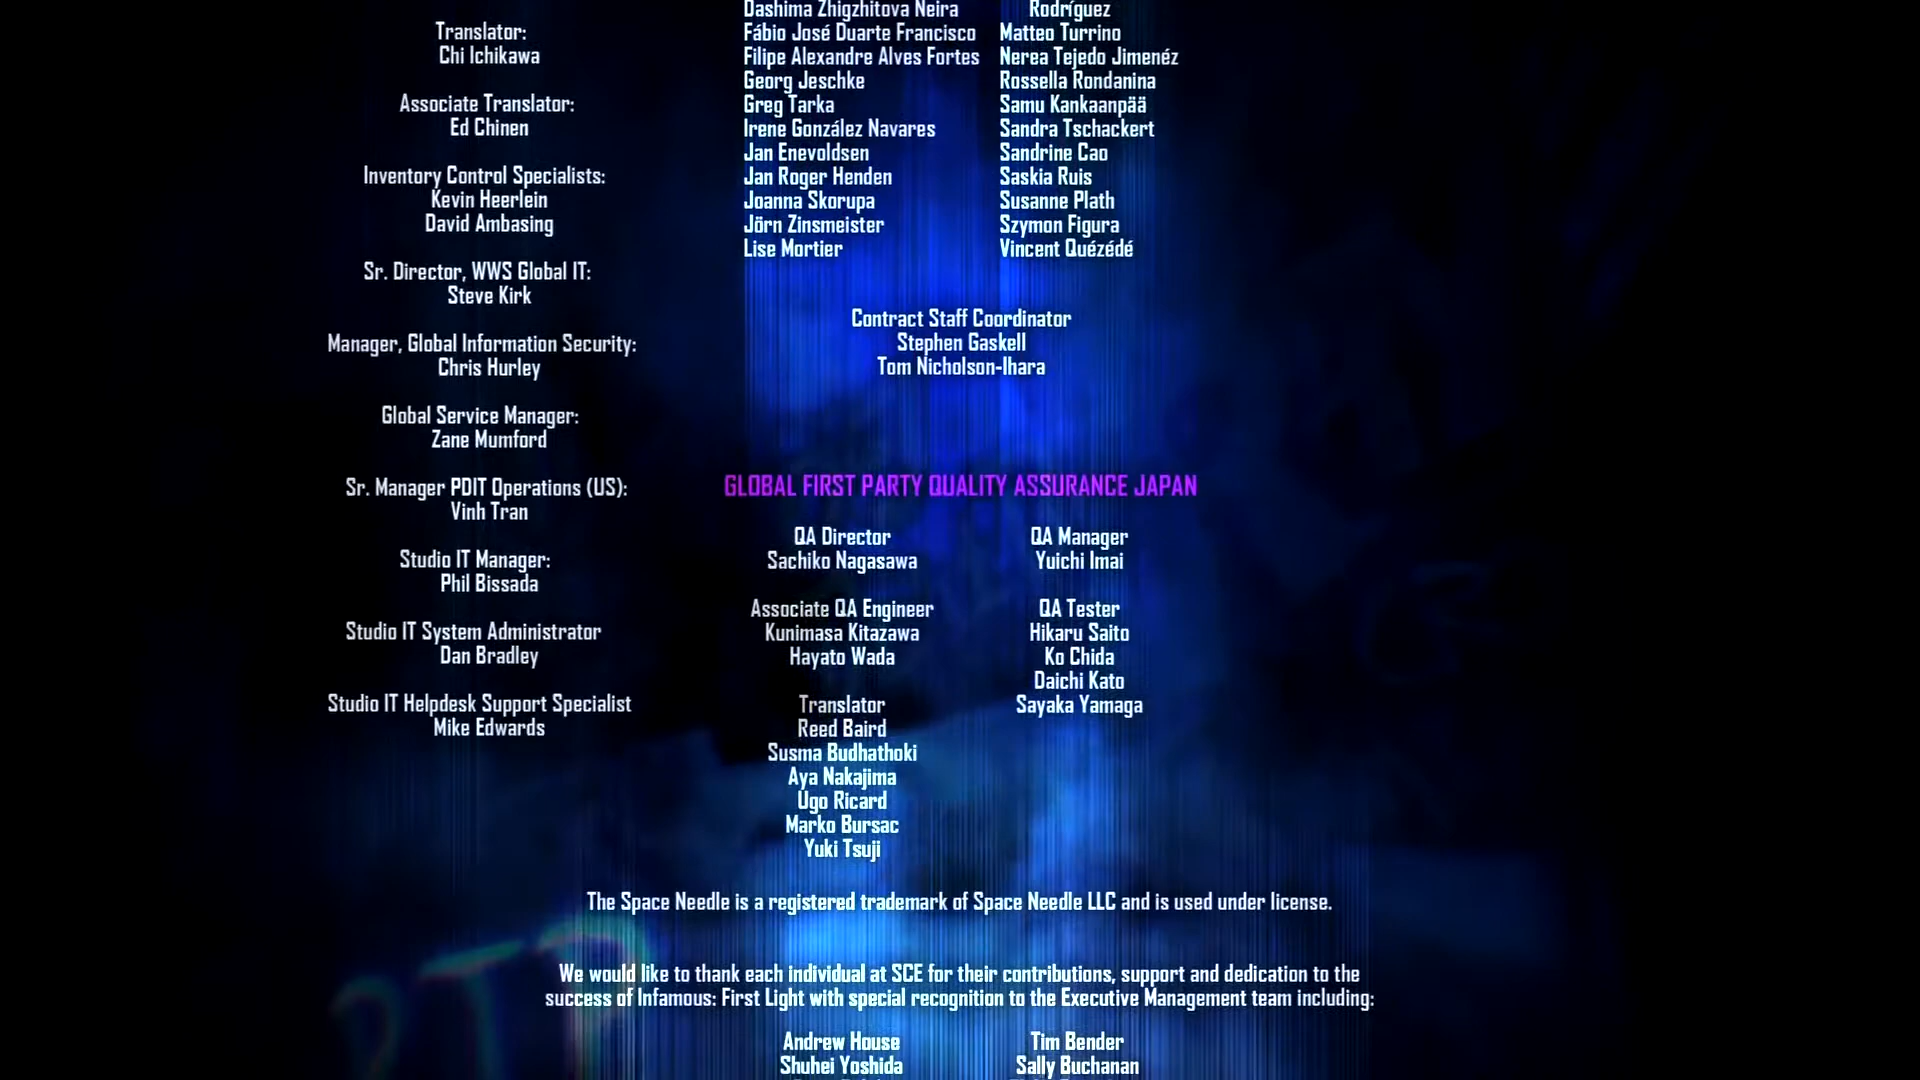 Translator:
Chi Ichikawa
Associate Translator:
Ed Chinen
Inventory Control Specialists:
Kevin Heerlein
David Ambasing
Sr. Director, WWS Global IT:
Steve Kirk
Manager, Global Information Security:
Chris Hurley
Global Service Manager:
Zane Mumford
Sr. Manager PDIT Operations (US):
Vinh Tran
Studio IT Manager:
Phil Bissada
Studio IT System Administrator
Dan Bradley
Studio IT Helpdesk Support Specialist
Mike Edwards
Dashima Zhigzhitova Neira
Fábio José Duarte Francisco
Filipe Alexandre Alves Fortes
Georg Jeschke
Greg Tarka
Irene González Navares
Jan Enevoldsen
Jan Roger Henden
Joanna Skorupa
Jörn Zinsmeister
Lise Mortier
Rodríguez
Matteo Turrino
Nerea Tejedo Jimenéz
Rossella Rondanina
Samu Kankaanpää
Sandra Tschackert
Sandrine Cao
Saskia Ruis
Susanne Plath
Szymon Figura
Vincent Quézédé
Contract Staff Coordinator
Stephen Gaskell
Tom Nicholson-Ihara
GLOBAL FIRST PARTY QUALITY ASSURANCE JAPAN
QA Director
Sachiko Nagasawa
Associate QA Engineer
Kunimasa Kitazawa
Hayato Wada
Translator
Reed Baird
Susma Budhathoki
Aya Nakajima
Ugo Ricard
Marko Bursac
Yuki Tsuji
QA Manager
Yuichi Imai
QA Tester
Hikaru Saito
Ko Chida
Daichi Kato
Sayaka Yamaga
The Space Needle is a registered trademark of Space Needle LLC and is used under license.
We would like to thank each individual at SCE for their contributions, support and dedication to the
success of Infamous: First Light with special recognition to the Executive Management team including:
Andrew House
Shuhei Yoshida
Tim Bender
Sally Buchanan